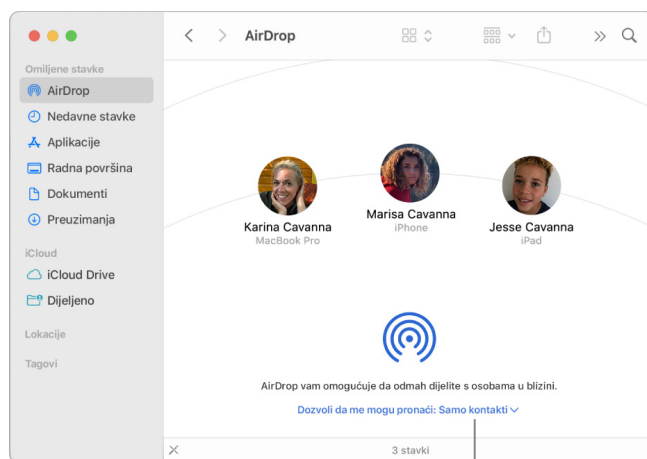 AirDrop
Omiljene stavke
AirDrop
Nedavne stavke
Aplikacije
Radna površina
Dokumenti
Preuzimanja
iCloud
iCloud Drive
Dijeljeno
Lokacije
Tagovi
Karina Cavanna
MacBook Pro
Marisa Cavanna
iPhone
Jesse Cavanna
iPad
AirDrop vam omogućuje da odmah dijelite s osobama u blizini.
Dozvoli da me mogu pronaći: Samo kontakti
3 stavki